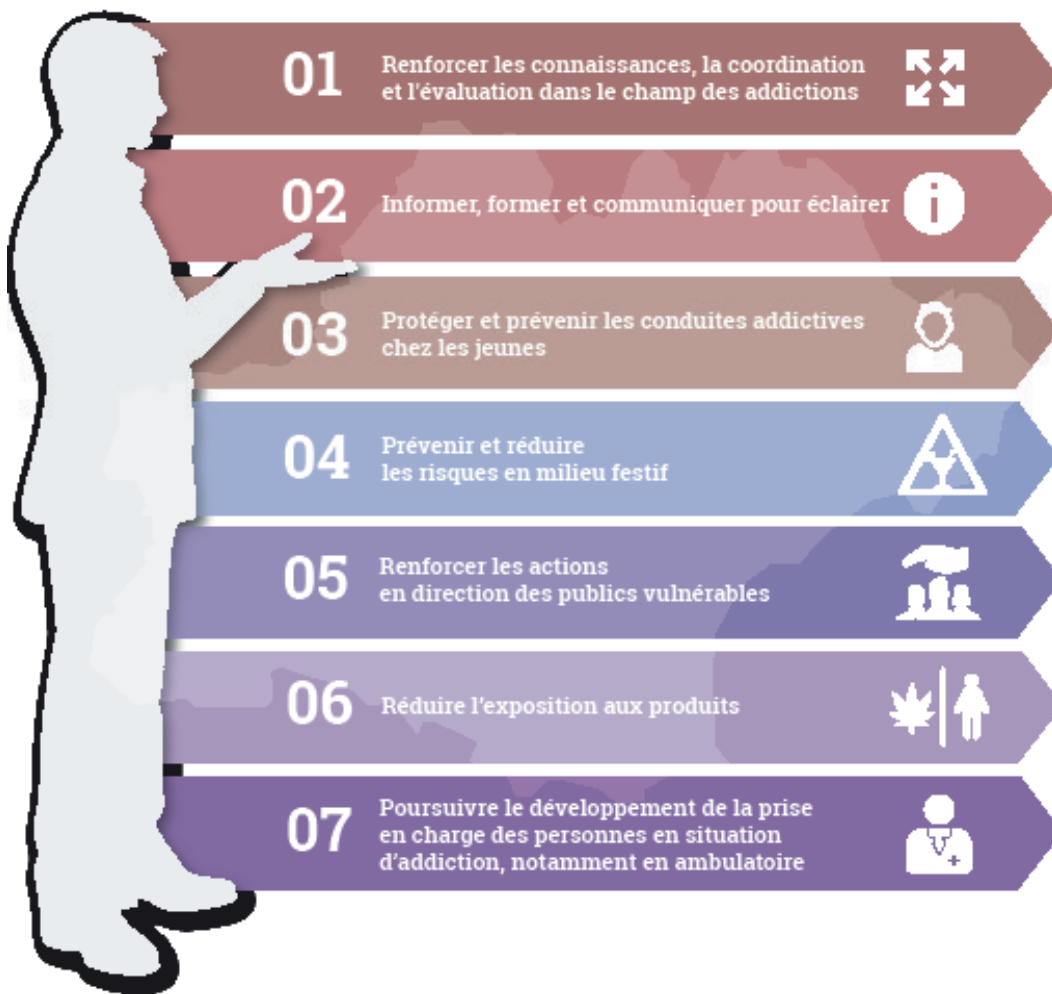 01
Renforcer les connaissances, la coordination
et l'évaluation dans le champ des addictions
02
Informer, former et communiquer pour éclairer
i
03
Protéger et prévenir les conduites addictives
chez les jeunes
04
Prévenir et réduire
les risques en milieu festif
05
Renforcer les actions
en direction des publics vulnérables
06
Réduire l'exposition aux produits
07
Poursuivre le développement de la prise
en charge des personnes en situation
d'addiction, notamment en ambulatoire